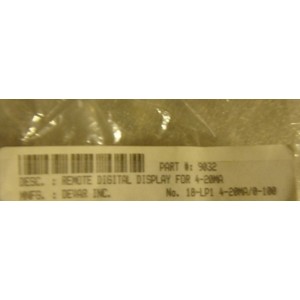 PART #: 9032
DESC. : REMOTE DIGITAL DISPLAY FOR 4-20MA
MNFG. : DEVAR INC. No. 18-LP1 4-20MA/0-100